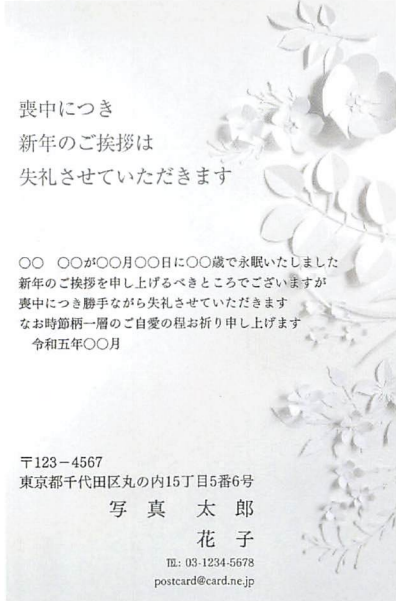 喪中につき
新年のご挨拶は
失礼させていただきます
〇〇　〇〇が〇〇月〇〇日に〇〇歳で永眠いたしました
新年のご挨拶を申し上げるべきところでございますが
喪中につき勝手ながら失礼させていただきます
なお時節柄一層のご自愛の程お祈り申し上げます
令和五年〇〇月
〒123−4567
東京都千代田区丸の内15丁目5番6号
写　真　太　郎
花　子
℡: 03-1234-5678
postcard@card.ne.jp